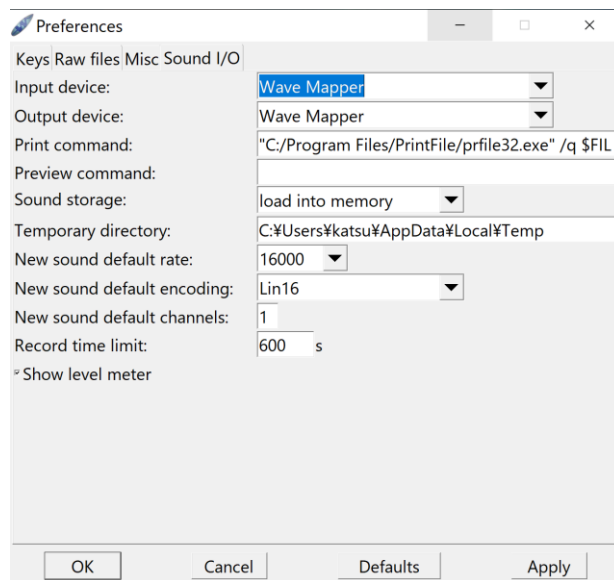 Preferences
Keys Raw files Misc Sound I/O
Input device: Wave Mapper
Output device: Wave Mapper
Print command: "C:/Program Files/PrintFile/prfile32.exe" /q $FIL
Preview command:
Sound storage: load into memory
Temporary directory: C:¥Users¥katsu¥AppData¥Local¥Temp
New sound default rate: 16000
New sound default encoding: Lin16
New sound default channels: 1
Record time limit: 600 s
Show level meter
OK Cancel Defaults Apply